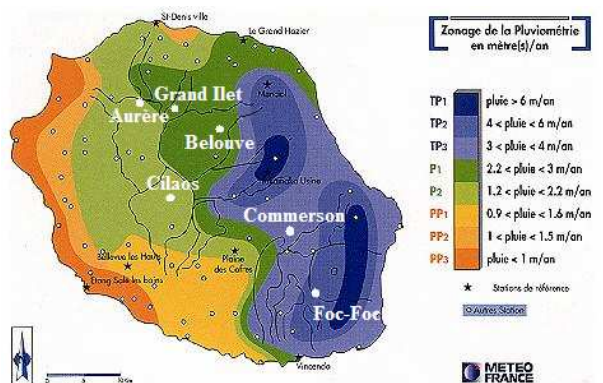 St-Denis ville
Le Grand Hazier
Grand Ilet
Aurère
Belouve
Cilaos
Commerson
Bellevue les Hauts
Plaine
des Cafres
Etang Salé les bains
Foc-Foc
Vincendo
Zonage de la Pluviométrie
en mètre(s)/an
TP1 pluie > 6 m/an
TP2 4 < pluie < 6 m/an
TP3 3 < pluie < 4 m/an
P1 2.2 < pluie < 3 m/an
P2 1.2 < pluie < 2.2 m/an
PP1 0.9 < pluie < 1.6 m/an
PP2 1 < pluie < 1.5 m/an
PP3 pluie < 1 m/an
Stations de référence
Autres Station
METEO
FRANCE